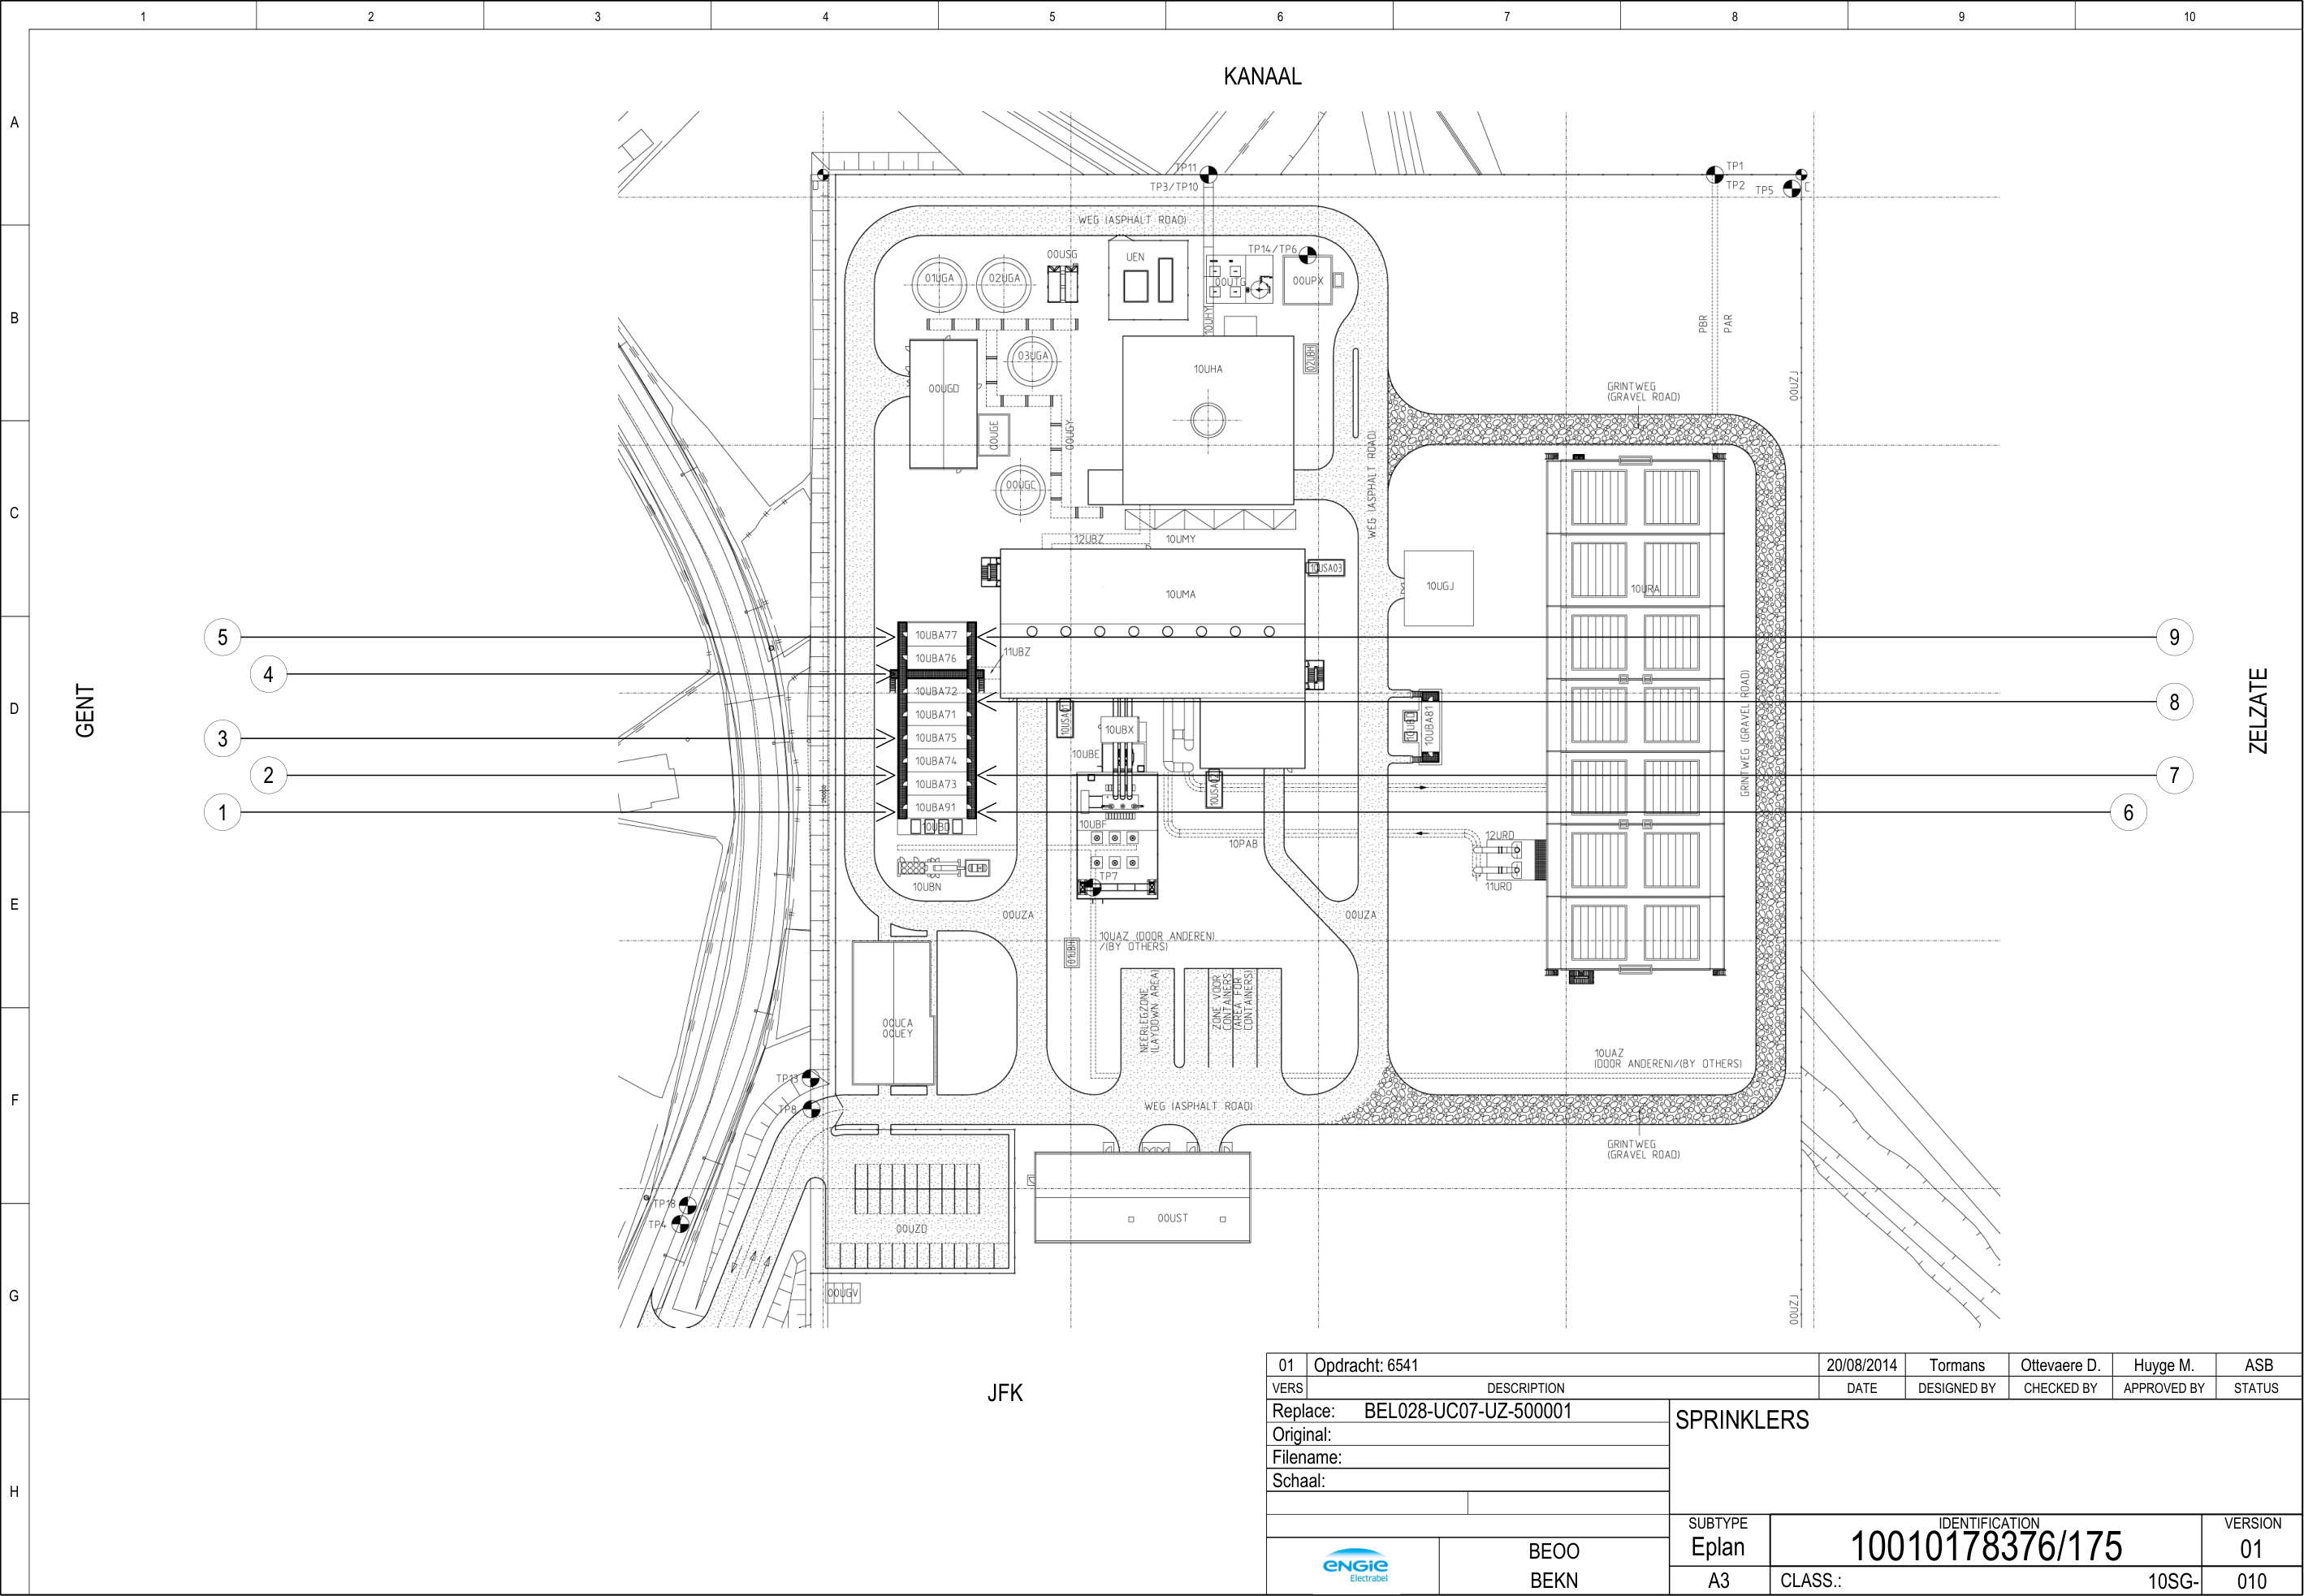 1 2 3 4 5 6 7 8 9 10
KANAAL
A
TP11
TP3/TP10
TP1
TP2
TP5
C
D
WEG (ASPHALT ROAD)
00USG
UEN
TP14/TP6
01UGA
02UGA
00UTG
00UPX
B
10UHY
PBR
PAR
03UGA
10UHA
02UBH
00UGD
00UZJ
GRINTWEG
(GRAVEL ROAD)
00UGE
00UGY
WEG (ASPHALT ROAD)
00UGC
C
12UBZ
10UMY
10USA03
10UMA
10UGJ
10URA
5
10UBA77
9
10UBA76
11UBZ
4
GENT
D
10UBA72
8
ZELZATE
10UBA71
10USA01
10UBX
10UBD
10UBA81
GRINTWEG (GRAVEL ROAD)
3
10UBA75
10UBE
10UBA74
2
7
10UBA73
10USA02
1
10UBA91
6
10UBD
10UBF
12URD
10PAB
TP7
10UBN
11URD
E
00UZA
00UZA
10UAZ (DOOR ANDEREN)
/(BY OTHERS)
01UBH
NEERLEGZONE
(LAYDOWN AREA)
ZONE VOOR
CONTAINERS
(AREA FOR
CONTAINERS)
00UCA
00UEY
10UAZ
(DOOR ANDEREN)/(BY OTHERS)
TP13
F
TP8
WEG (ASPHALT ROAD)
GRINTWEG
(GRAVEL ROAD)
TP18
TP4
00UST
00UZD
G
00UGV
00UZJ
JFK
01 Opdracht: 6541 20/08/2014 Tormans Ottevaere D. Huyge M. ASB
VERS DESCRIPTION DATE DESIGNED BY CHECKED BY APPROVED BY STATUS
Replace: BEL028-UC07-UZ-500001
SPRINKLERS
Original:
Filename:
Schaal:
H
SUBTYPE IDENTIFICATION VERSION
Eplan 10010178376/175 01
ENGIE
Electrabel
BEOO
BEKN
A3 CLASS.: 10SG- 010